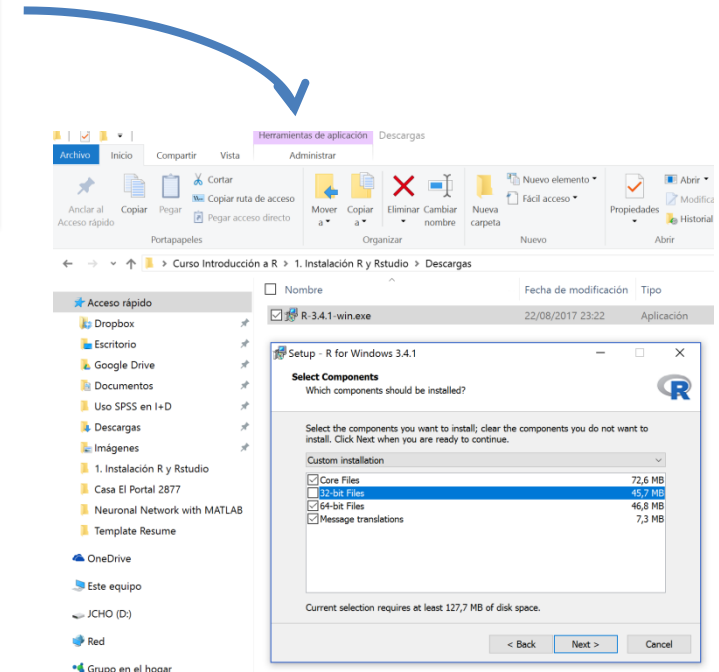 Herramientas de aplicación Descargas
Archivo Inicio Compartir Vista Administrar
Anclar al Acceso rápido
Copiar
Pegar
Cortar
Copiar ruta de acceso
Pegar acceso directo
Mover a
Copiar a
Eliminar
Cambiar nombre
Nueva carpeta
Nuevo elemento
Fácil acceso
Propiedades
Abrir
Modifica
Historial
Portapapeles Organizar Nuevo Abrir
> Curso Introducción a R > 1. Instalación R y Rstudio > Descargas
Nombre Fecha de modificación Tipo
R-3.4.1-win.exe 22/08/2017 23:22 Aplicación
Acceso rápido
Dropbox
Escritorio
Google Drive
Documentos
Uso SPSS en I+D
Descargas
Imágenes
1. Instalación R y Rstudio
Casa El Portal 2877
Neuronal Network with MATLAB
Template Resume
OneDrive
Este equipo
JCHO (D:)
Red
Grupo en el hogar
Setup - R for Windows 3.4.1
Select Components
Which components should be installed?
R
Select the components you want to install; clear the components you do not want to
install. Click Next when you are ready to continue.
Custom installation
Core Files 72,6 MB
32-bit Files 45,7 MB
64-bit Files 46,8 MB
Message translations 7,3 MB
Current selection requires at least 127,7 MB of disk space.
< Back Next > Cancel